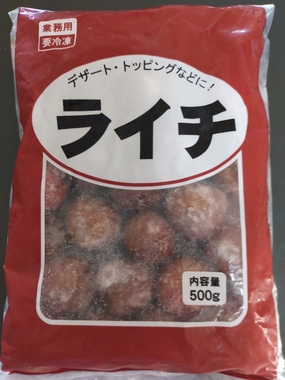 業務用
要冷凍
デザート・トッピングなどに!
ライチ
内容量
500g